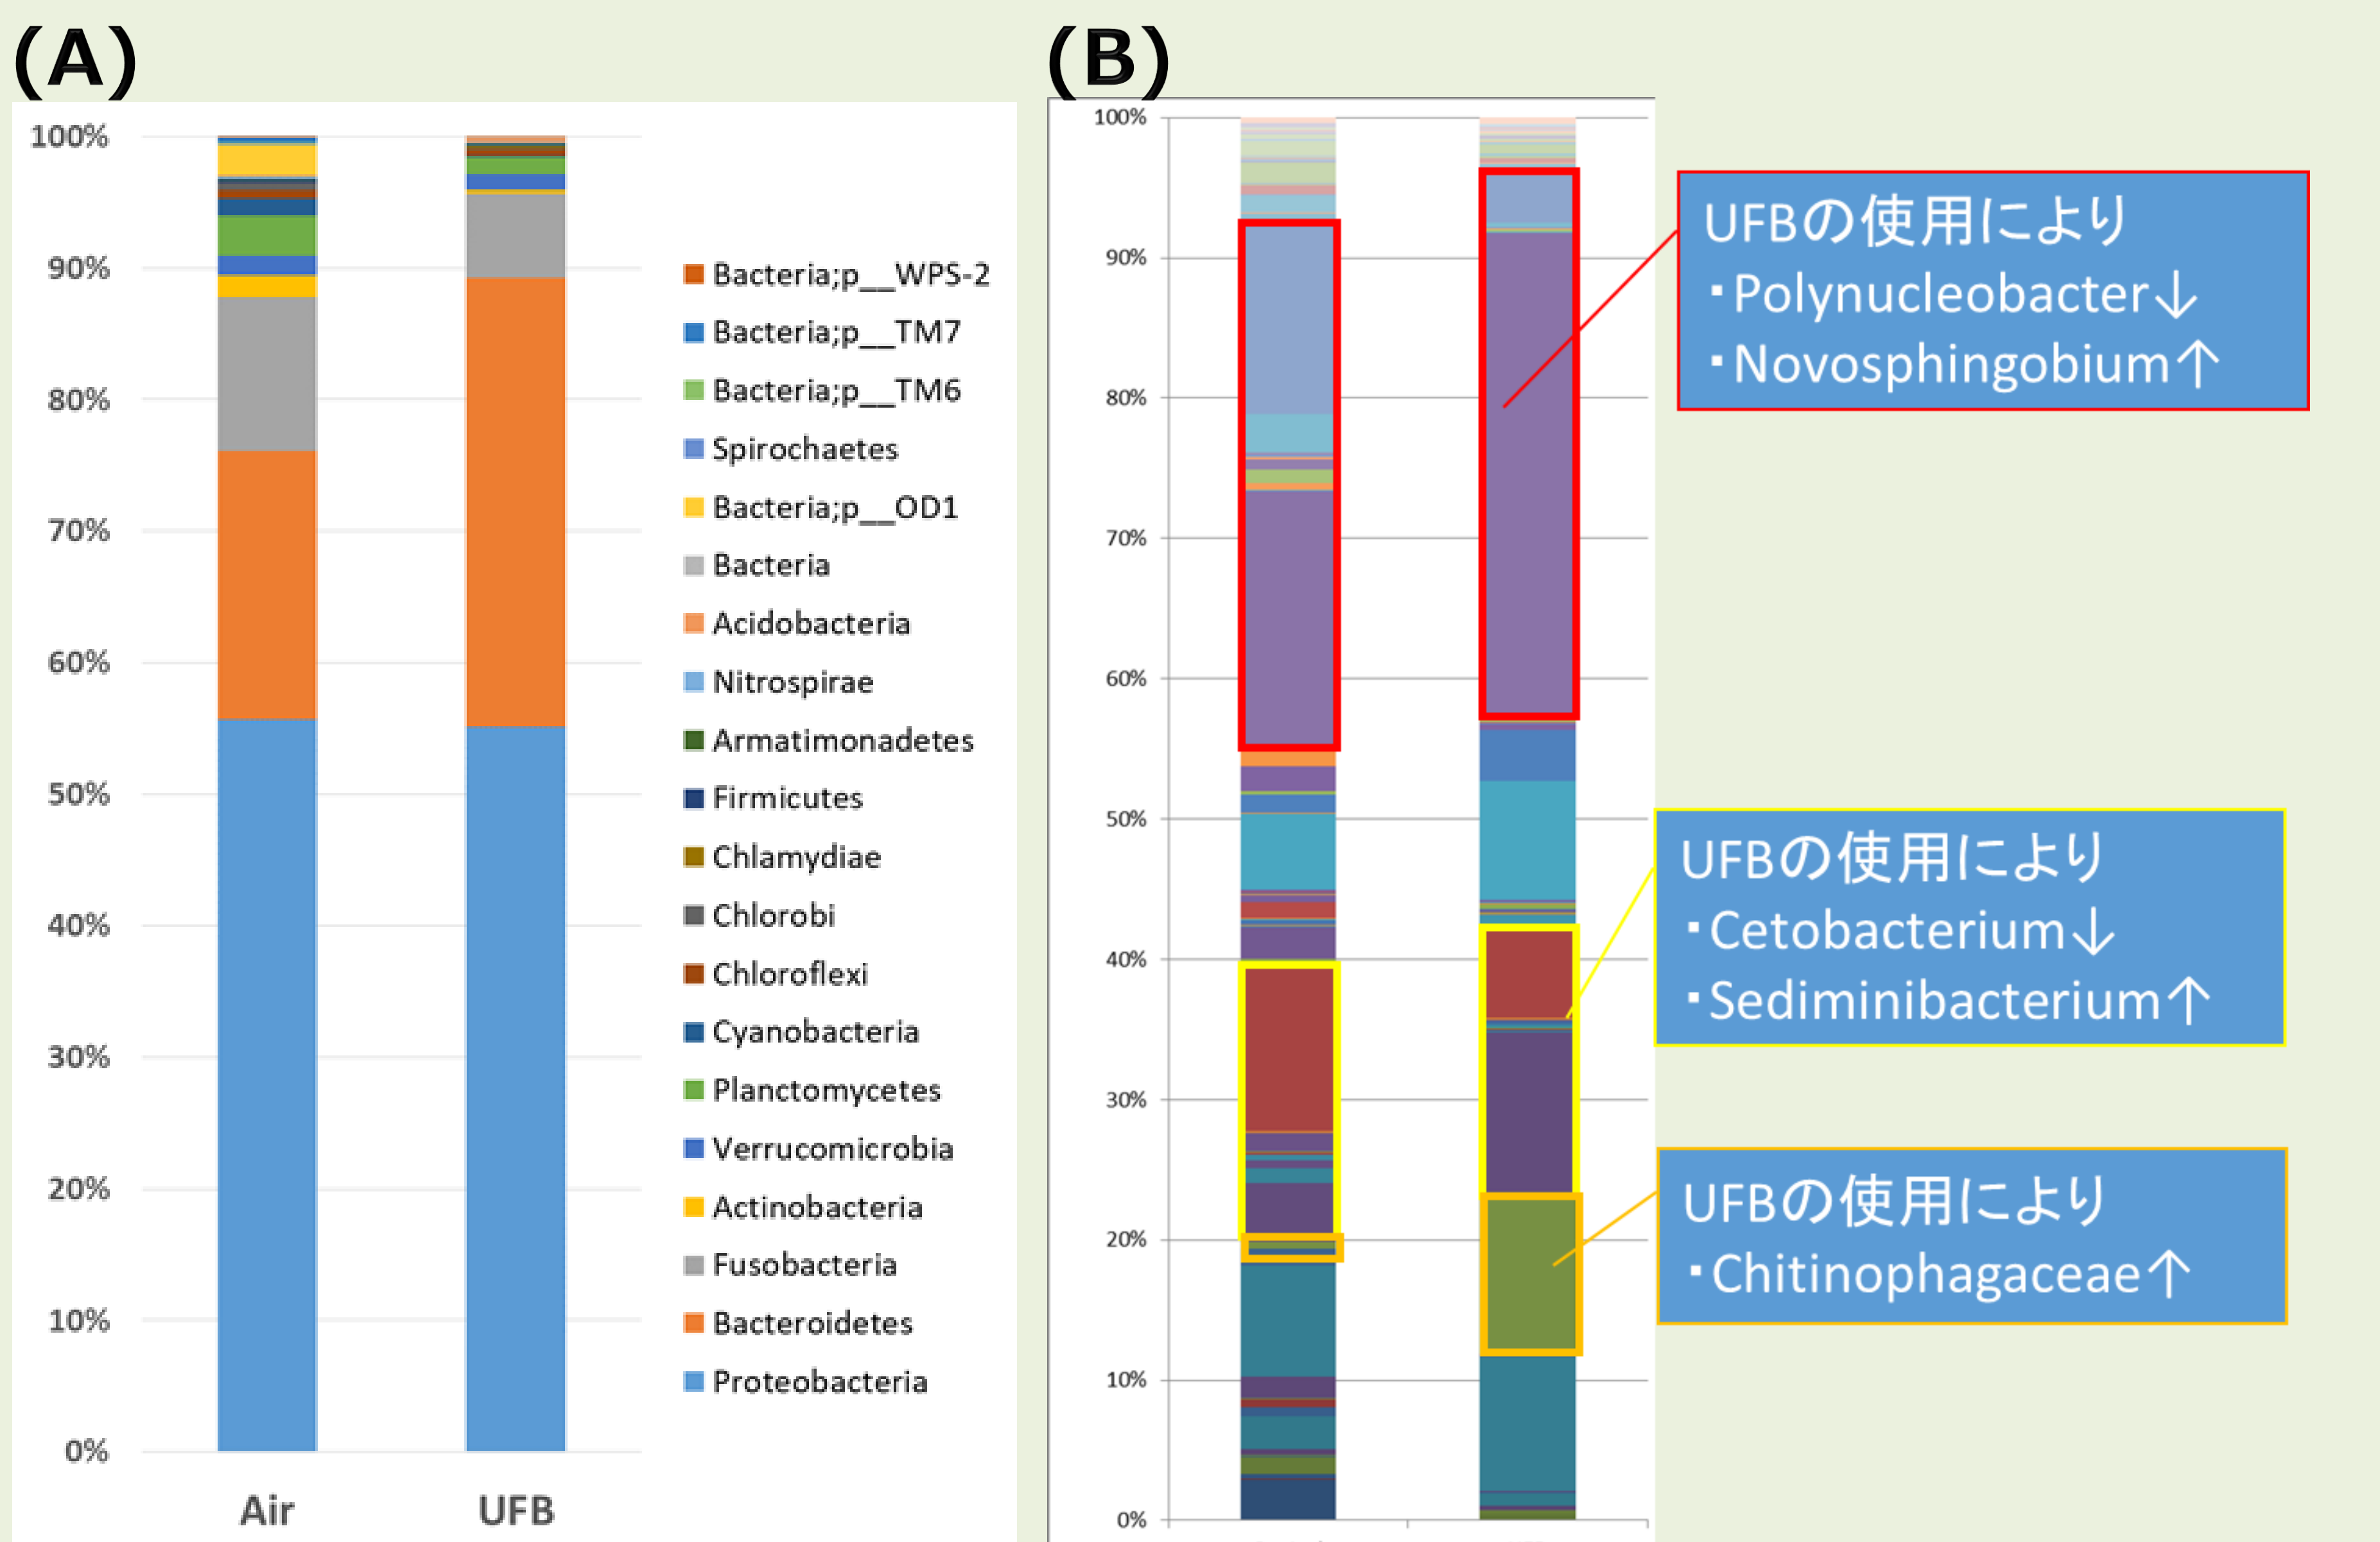 (A)
100%
90%
80%
70%
60%
50%
40%
30%
20%
10%
0%
Air
UFB
Bacteria;p__WPS-2
Bacteria;p__TM7
Bacteria;p__TM6
Spirochaetes
Bacteria;p__OD1
Bacteria
Acidobacteria
Nitrospirae
Armatimonadetes
Firmicutes
Chlamydiae
Chlorobi
Chloroflexi
Cyanobacteria
Planctomycetes
Verrucomicrobia
Actinobacteria
Fusobacteria
Bacteroidetes
Proteobacteria
(B)
100%
90%
80%
70%
60%
50%
40%
30%
20%
10%
0%
UFBの使用により
・Polynucleobacter↓
・Novosphingobium↑
UFBの使用により
・Cetobacterium↓
・Sediminibacterium↑
UFBの使用により
・Chitinophagaceae↑